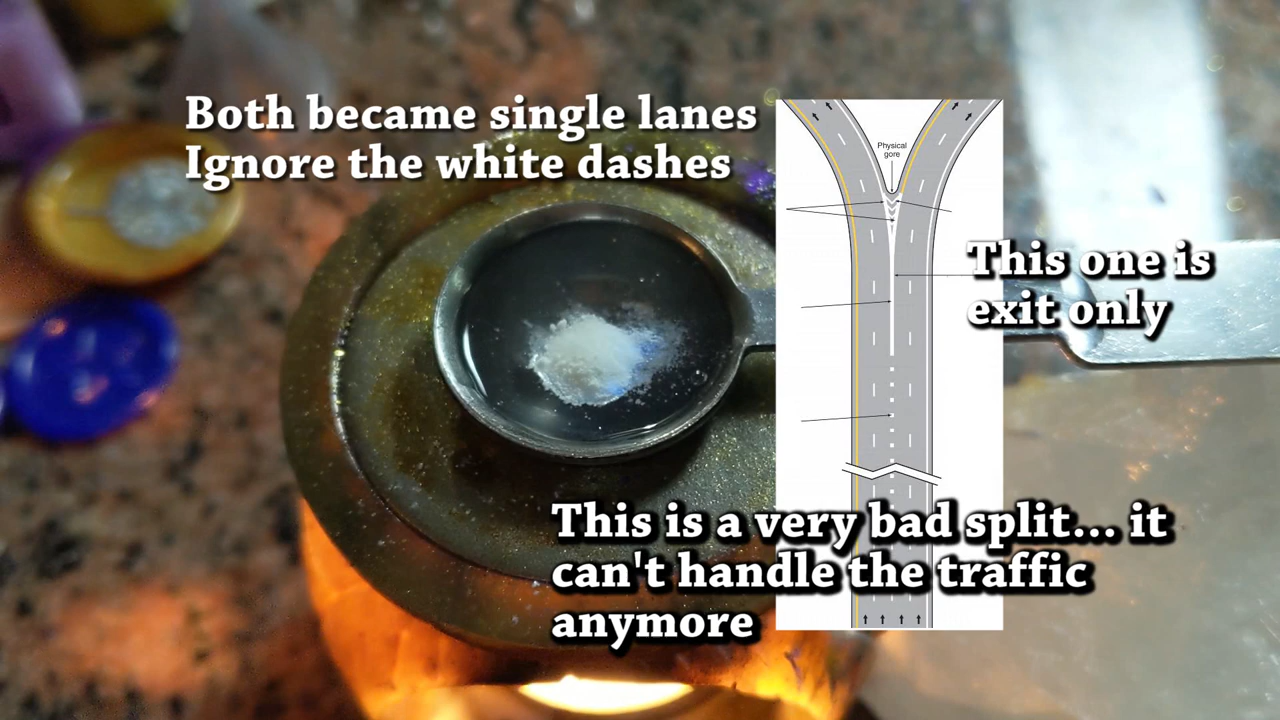 Both became single lanes
Ignore the white dashes
Physical
gore
This one is
exit only
This is a very bad split... it
can't handle the traffic
anymore